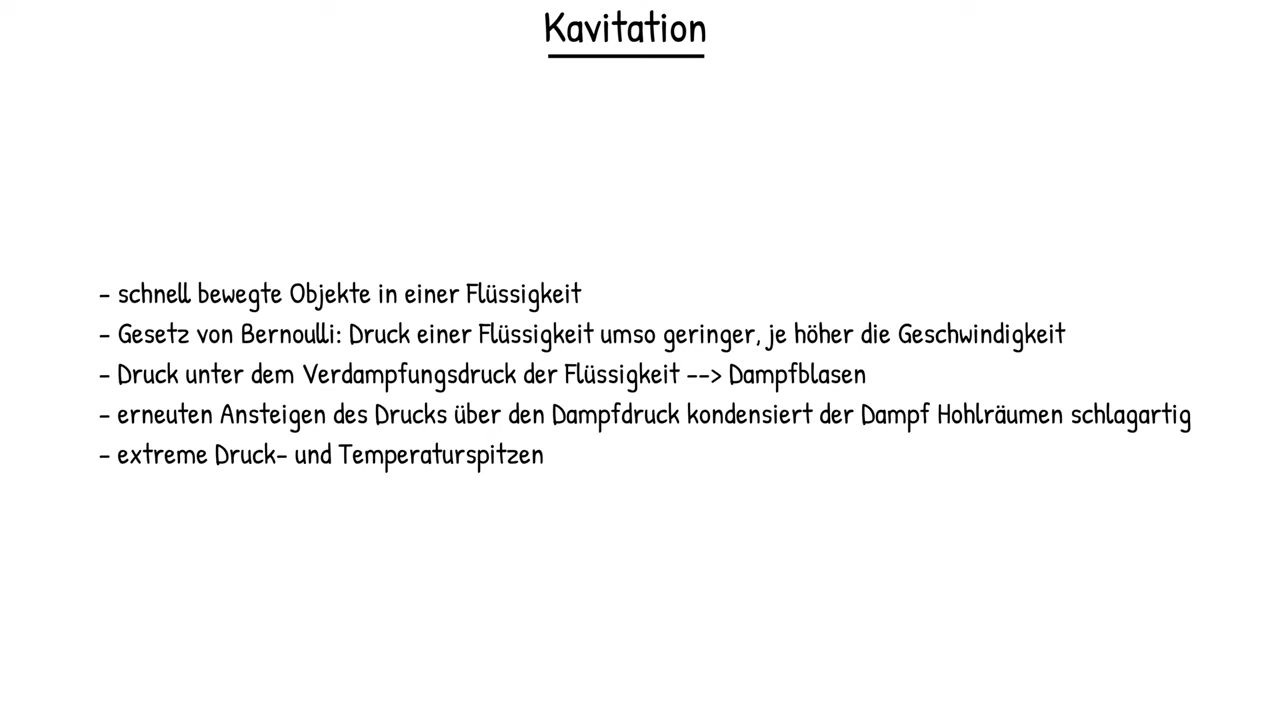 Kavitation
- schnell bewegte Objekte in einer Flüssigkeit
- Gesetz von Bernoulli: Druck einer Flüssigkeit umso geringer, je höher die Geschwindigkeit
- Druck unter dem Verdampfungsdruck der Flüssigkeit --> Dampfblasen
- erneuten Ansteigen des Drucks über den Dampfdruck kondensiert der Dampf Hohlräumen schlagartig
- extreme Druck- und Temperaturspitzen